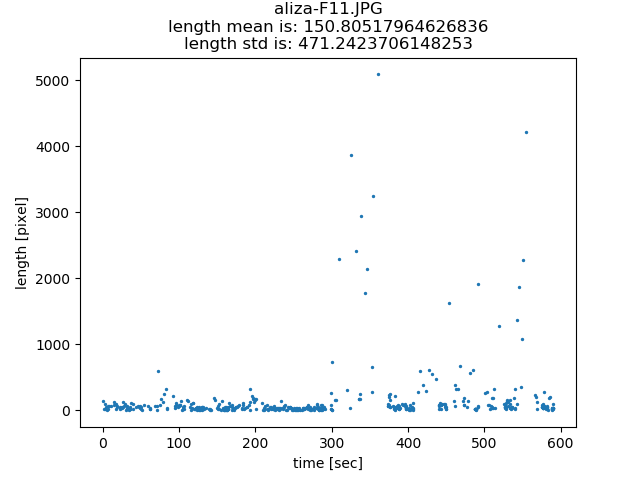 aliza-F11.JPG
length mean is: 150.80517964626836
length std is: 471.2423706148253
5000
4000
3000
2000
1000
0
length [pixel]
0 100 200 300 400 500 600
time [sec]